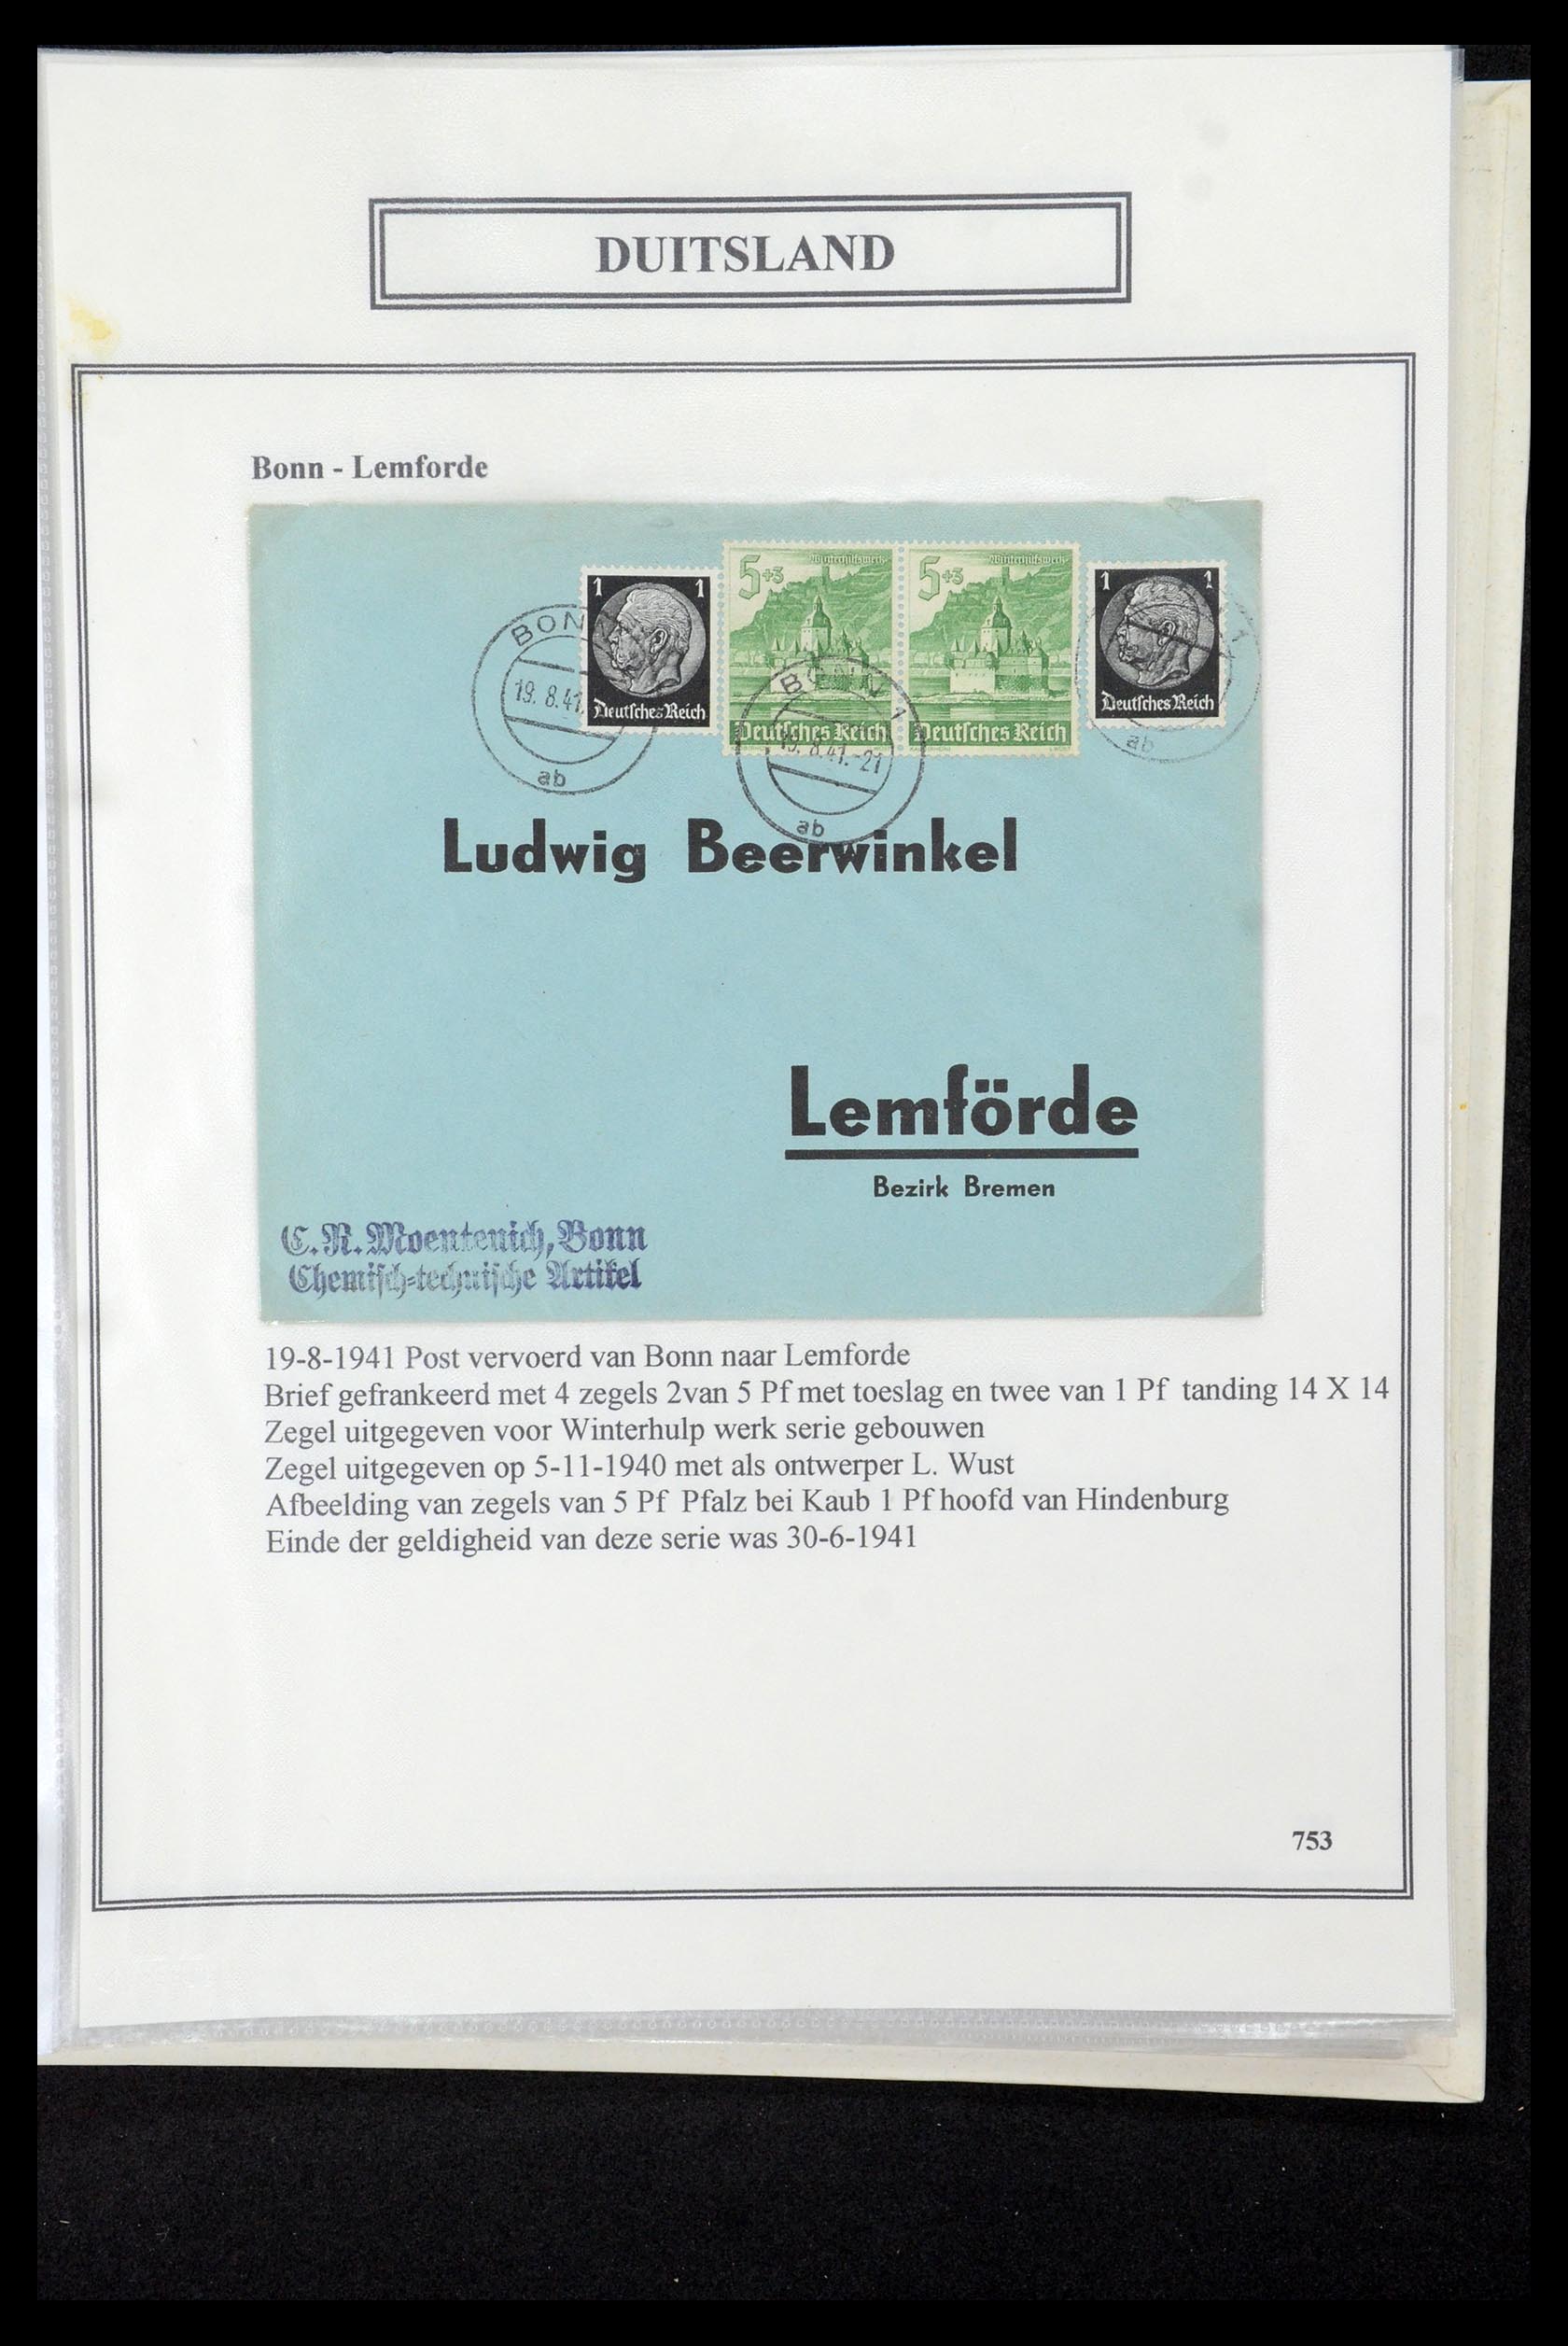 DUITSLAND
Bonn - Lemforde
1 1
Deutsches Reich
5+3 Winterhilfswerk
Deutsches Reich
5+3 Winterhilfswerk
Deutsches Reich
1 1
Deutsches Reich
BONN
19. 8.41.
ab
BONN 1
19. 8.41.-21
ab
1
ab
Ludwig Beerwinkel
Lemförde
Bezirk Bremen
C. R. Moentenich, Bonn
Chemisch-technische Artikel
19-8-1941 Post vervoerd van Bonn naar Lemforde
Brief gefrankeerd met 4 zegels 2van 5 Pf met toeslag en twee van 1 Pf tanding 14 X 14
Zegel uitgegeven voor Winterhulp werk serie gebouwen
Zegel uitgegeven op 5-11-1940 met als ontwerper L. Wust
Afbeelding van zegels van 5 Pf Pfalz bei Kaub 1 Pf hoofd van Hindenburg
Einde der geldigheid van deze serie was 30-6-1941
753